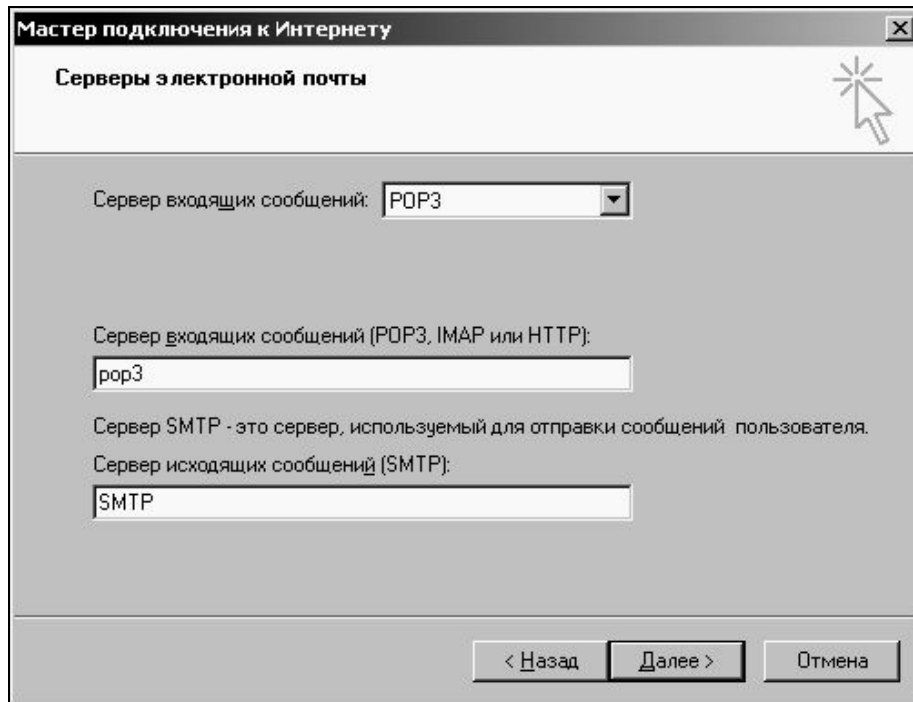 Мастер подключения к Интернету
Серверы электронной почты
Сервер входящих сообщений: POP3
Сервер входящих сообщений (POP3, IMAP или HTTP):
pop3
Сервер SMTP - это сервер, используемый для отправки сообщений пользователя.
Сервер исходящих сообщений (SMTP):
SMTP
< Назад Далее > Отмена